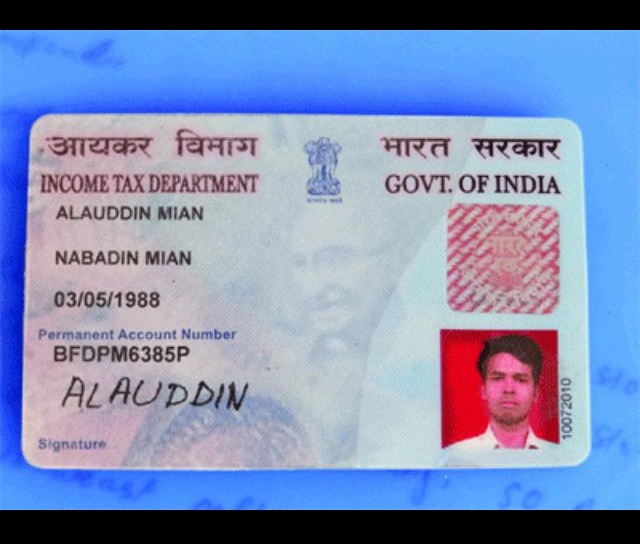 आयकर विभाग
भारत सरकार
INCOME TAX DEPARTMENT
GOVT. OF INDIA
ALAUDDIN MIAN
NABADIN MIAN
03/05/1988
Permanent Account Number
BFDPM6385P
ALAUDDIN
Signature
10072010